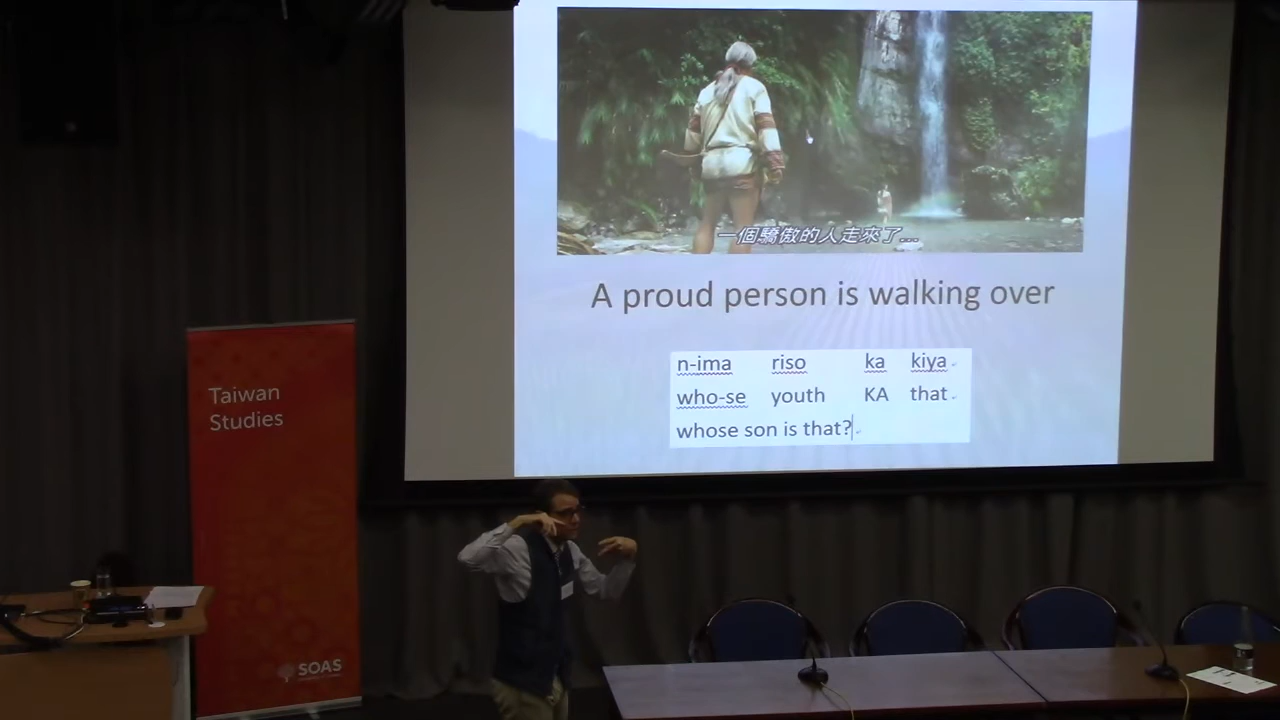 一個驕傲的人走來了...
A proud person is walking over
n-ima riso ka kiya
who-se youth KA that
whose son is that?
Taiwan
Studies
SOAS